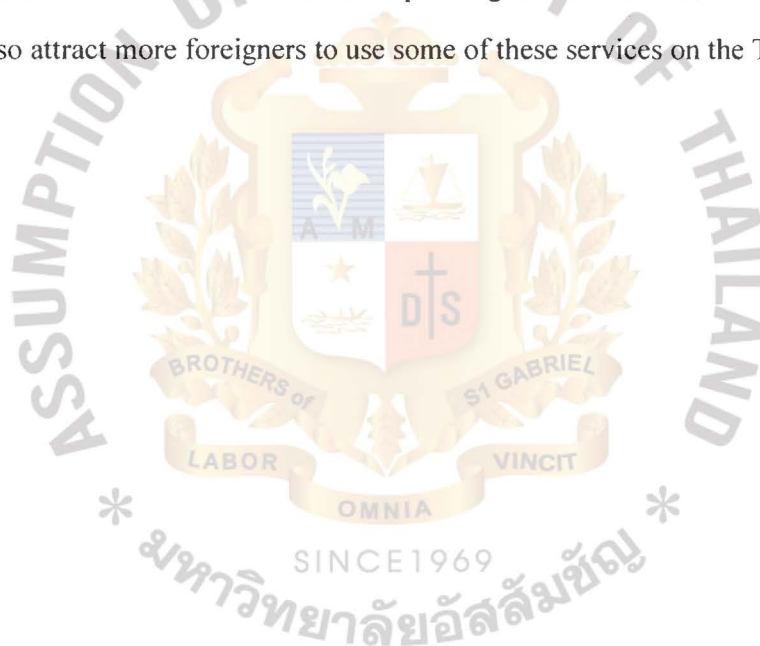 so attract more foreigners to use some of these services on the T
ASSUMPTION
OF THAILAND
A M
D S
BROTHERS of
ST GABRIEL
LABOR
OMNIA
VINCIT
SINCE1969
มหาวิทยาลัยอัสสัมชัญ